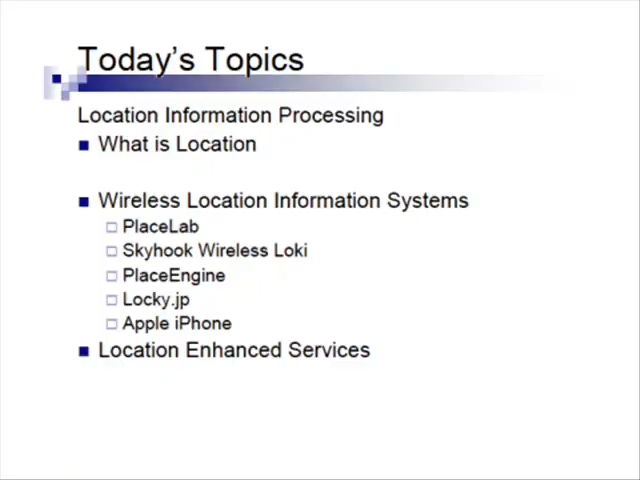 Today's Topics
Location Information Processing
What is Location
Wireless Location Information Systems
PlaceLab
Skyhook Wireless Loki
PlaceEngine
Locky.jp
Apple iPhone
Location Enhanced Services